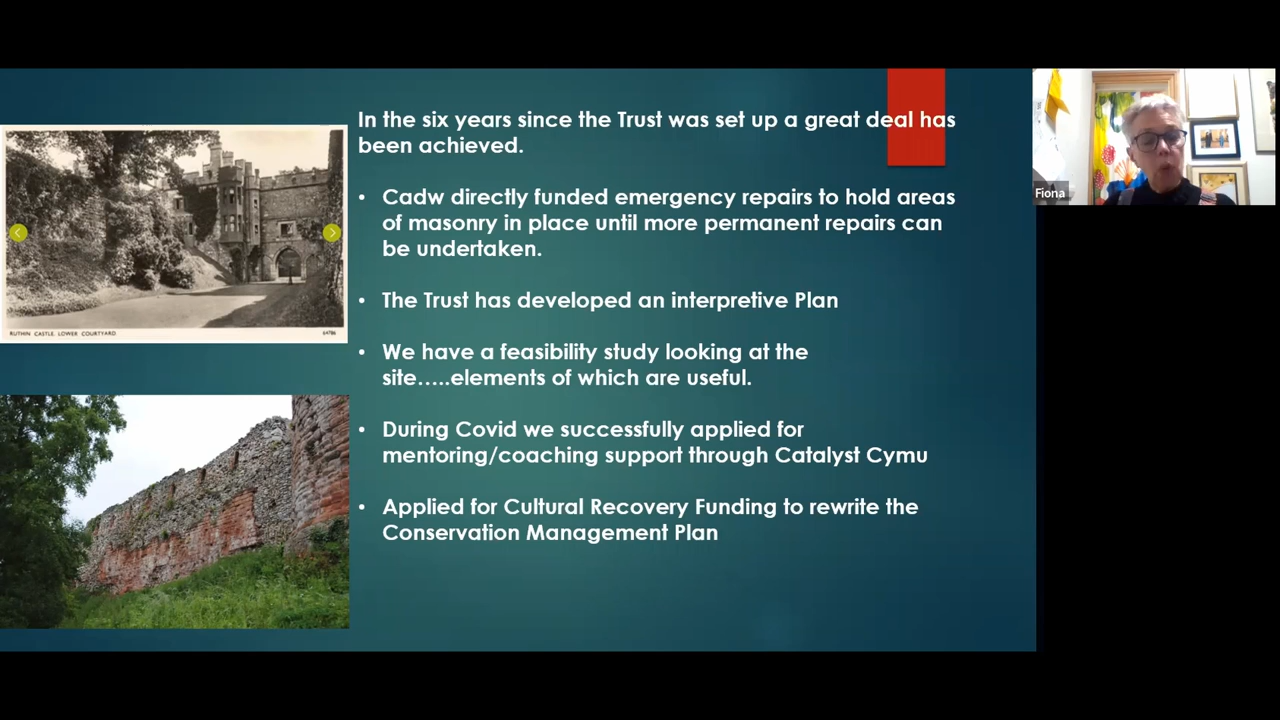 In the six years since the Trust was set up a great deal has
been achieved.
• Cadw directly funded emergency repairs to hold areas
of masonry in place until more permanent repairs can
be undertaken.
• The Trust has developed an interpretive Plan
• We have a feasibility study looking at the
site…..elements of which are useful.
• During Covid we successfully applied for
mentoring/coaching support through Catalyst Cymu
• Applied for Cultural Recovery Funding to rewrite the
Conservation Management Plan
RUTHIN CASTLE. LOWER COURTYARD
64786
Fiona